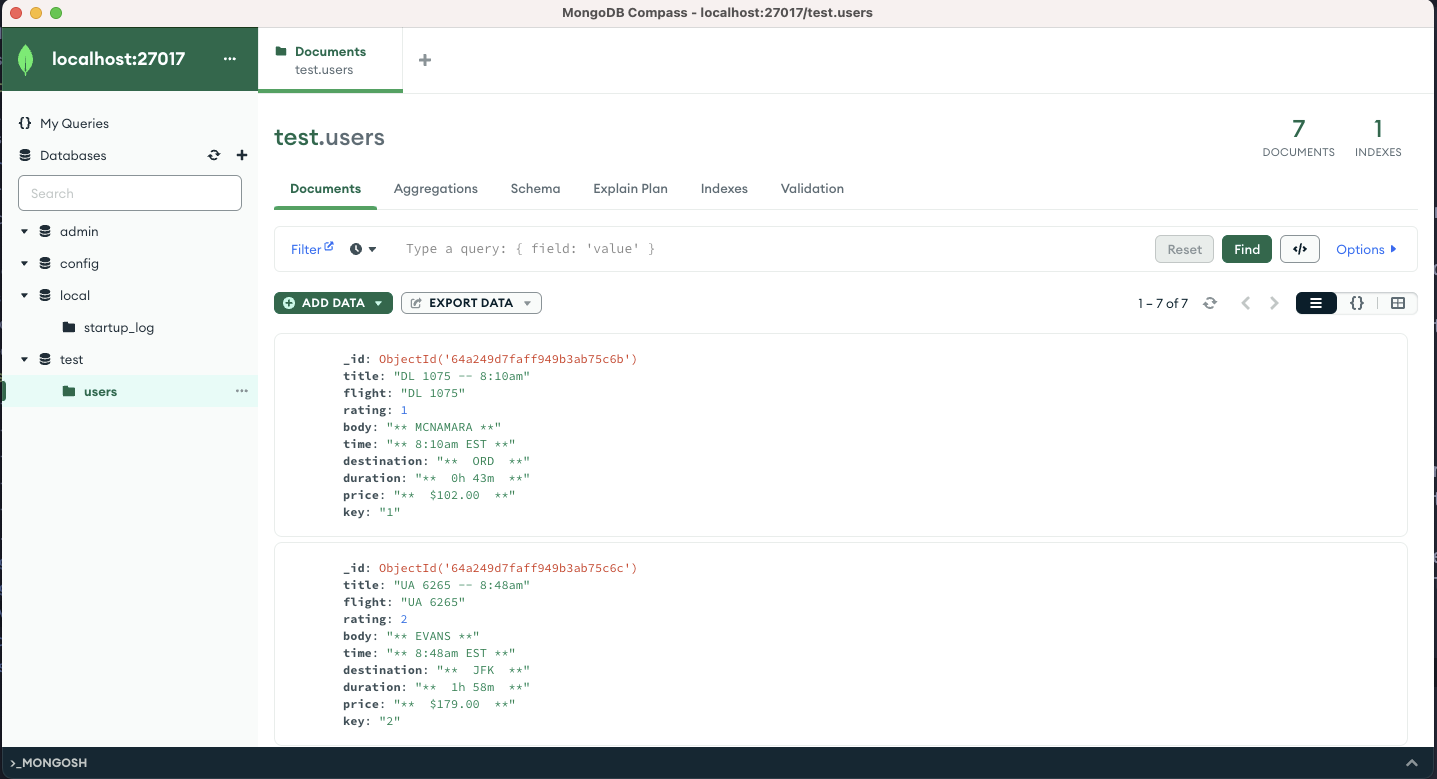 MongoDB Compass - localhost:27017/test.users
localhost:27017
Documents
test.users
My Queries
Databases
Search
admin
config
local
startup_log
test
users
test.users
7
DOCUMENTS
1
INDEXES
Documents Aggregations Schema Explain Plan Indexes Validation
Filter Type a query: { field: 'value' } Reset Find </> Options
ADD DATA EXPORT DATA 1 – 7 of 7 {}
_id: ObjectId('64a249d7faff949b3ab75c6b')
title: "DL 1075 -- 8:10am"
flight: "DL 1075"
rating: 1
body: "** MCNAMARA **"
time: "** 8:10am EST **"
destination: "**  ORD  **"
duration: "**  0h 43m  **"
price: "**  $102.00  **"
key: "1"
_id: ObjectId('64a249d7faff949b3ab75c6c')
title: "UA 6265 -- 8:48am"
flight: "UA 6265"
rating: 2
body: "** EVANS **"
time: "** 8:48am EST **"
destination: "**  JFK  **"
duration: "**  1h 58m  **"
price: "**  $179.00  **"
key: "2"
>_MONGOSH